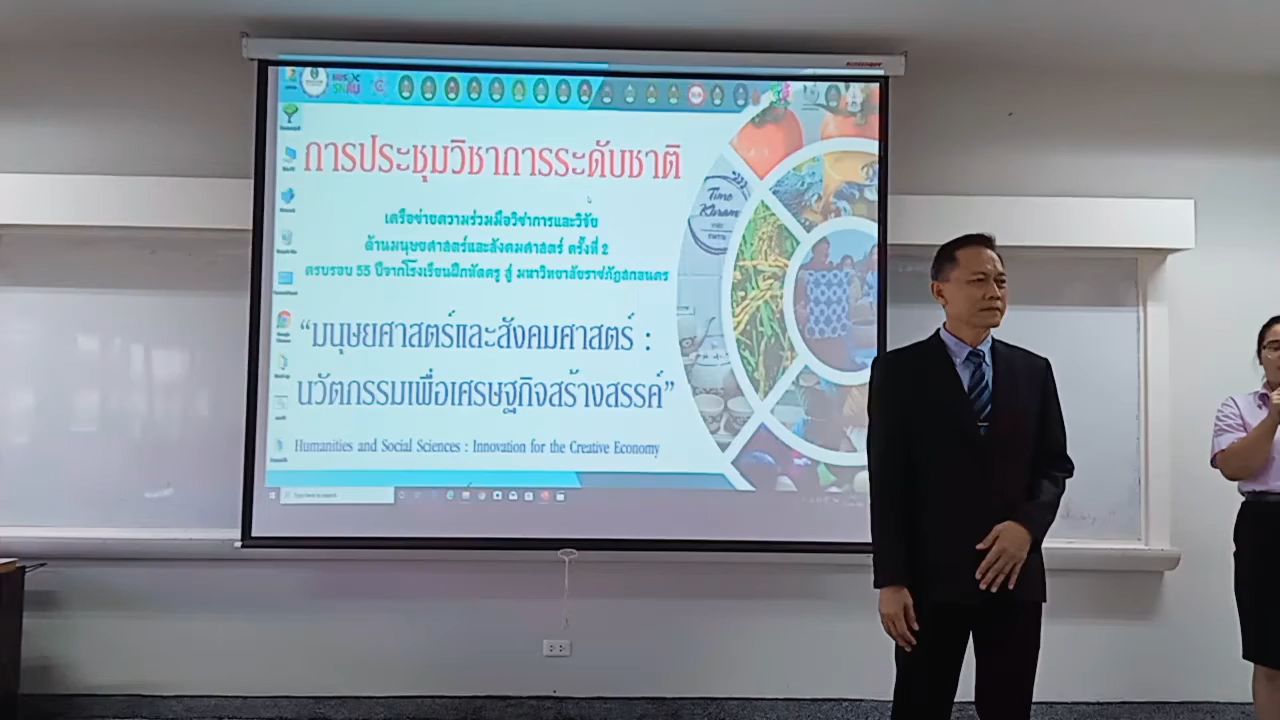 การประชุมวิชาการระดับชาติ
เครือข่ายความร่วมมือวิชาการและวิจัย
ด้านมนุษยศาสตร์และสังคมศาสตร์ ครั้งที่ 2
ครบรอบ 55 ปีจากโรงเรียนฝึกหัดครู สู่ มหาวิทยาลัยราชภัฏสกลนคร
“มนุษยศาสตร์และสังคมศาสตร์ :
นวัตกรรมเพื่อเศรษฐกิจสร้างสรรค์”
Humanities and Social Sciences : Innovation for the Creative Economy
Time
Khram
Type here to search